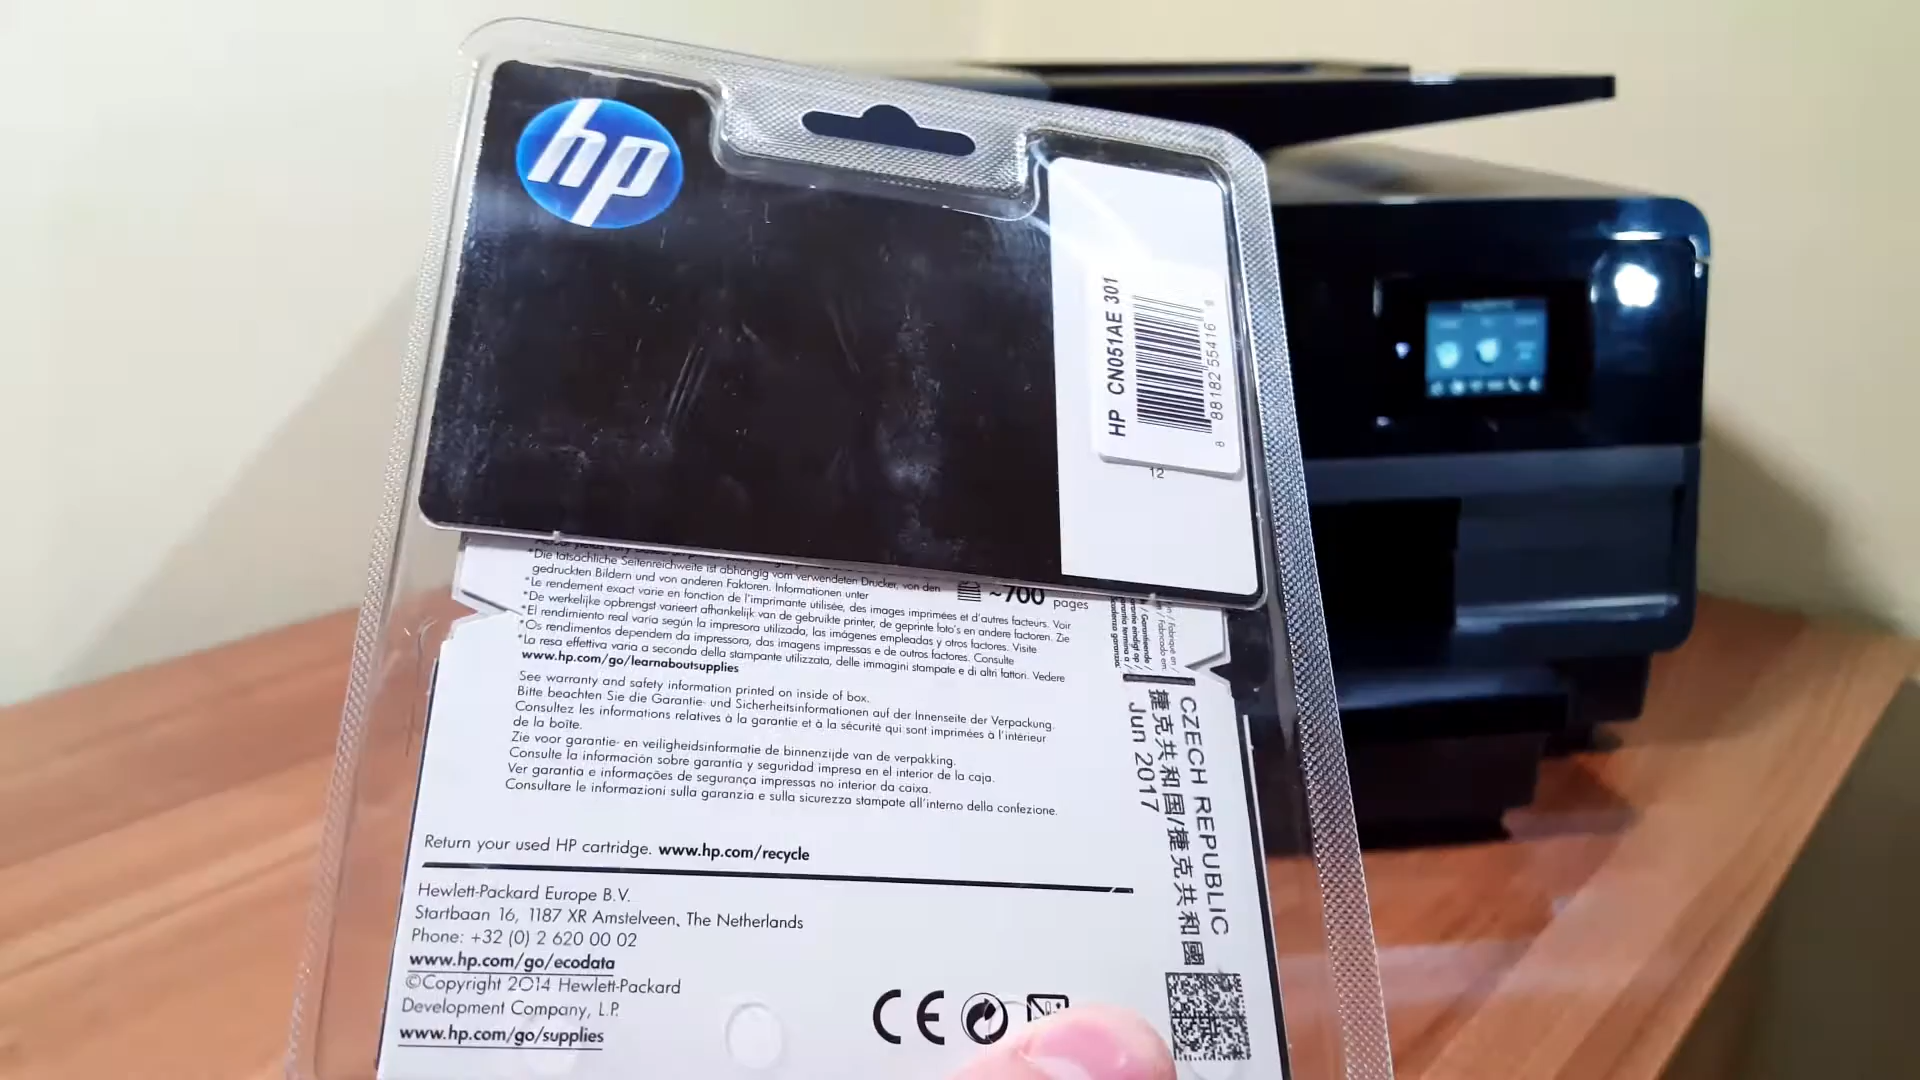 hp
HP CN051AE 301
8 88182 55416 9
12
*Die tatsächliche Seitenreichweite ist abhängig vom verwendeten Drucker, von den
gedruckten Bildern und von anderen Faktoren. Informationen unter
*Le rendement exact varie en fonction de l'imprimante utilisée, des images imprimées et d'autres facteurs. Voir
*De werkelijke opbrengst varieert afhankelijk van de gebruikte printer, de geprinte foto's en andere factoren. Zie
*El rendimiento real varía según la impresora utilizada, las imágenes empleadas y otros factores. Visite
*Os rendimentos dependem da impressora, das imagens impressas e de outros factores. Consulte
*La resa effettiva varia a seconda della stampante utilizzata, delle immagini stampate e di altri fattori. Vedere
www.hp.com/go/learnaboutsupplies
~700 pages
See warranty and safety information printed on inside of box.
Bitte beachten Sie die Garantie- und Sicherheitsinformationen auf der Innenseite der Verpackung.
Consultez les informations relatives à la garantie et à la sécurité qui sont imprimées à l'intérieur
de la boîte.
Zie voor garantie- en veiligheidsinformatie de binnenzijde van de verpakking.
Consulte la información sobre garantía y seguridad impresa en el interior de la caja.
Ver garantia e informações de segurança impressas no interior da caixa.
Consultare le informazioni sulla garanzia e sulla sicurezza stampate all'interno della confezione.
Return your used HP cartridge. www.hp.com/recycle
Hewlett-Packard Europe B.V.
Startbaan 16, 1187 XR Amstelveen, The Netherlands
Phone: +32 (0) 2 620 00 02
www.hp.com/go/ecodata
©Copyright 2014 Hewlett-Packard
Development Company, L.P.
www.hp.com/go/supplies
CE
CZECH REPUBLIC
捷克共和国/捷克共和國
Jun 2017